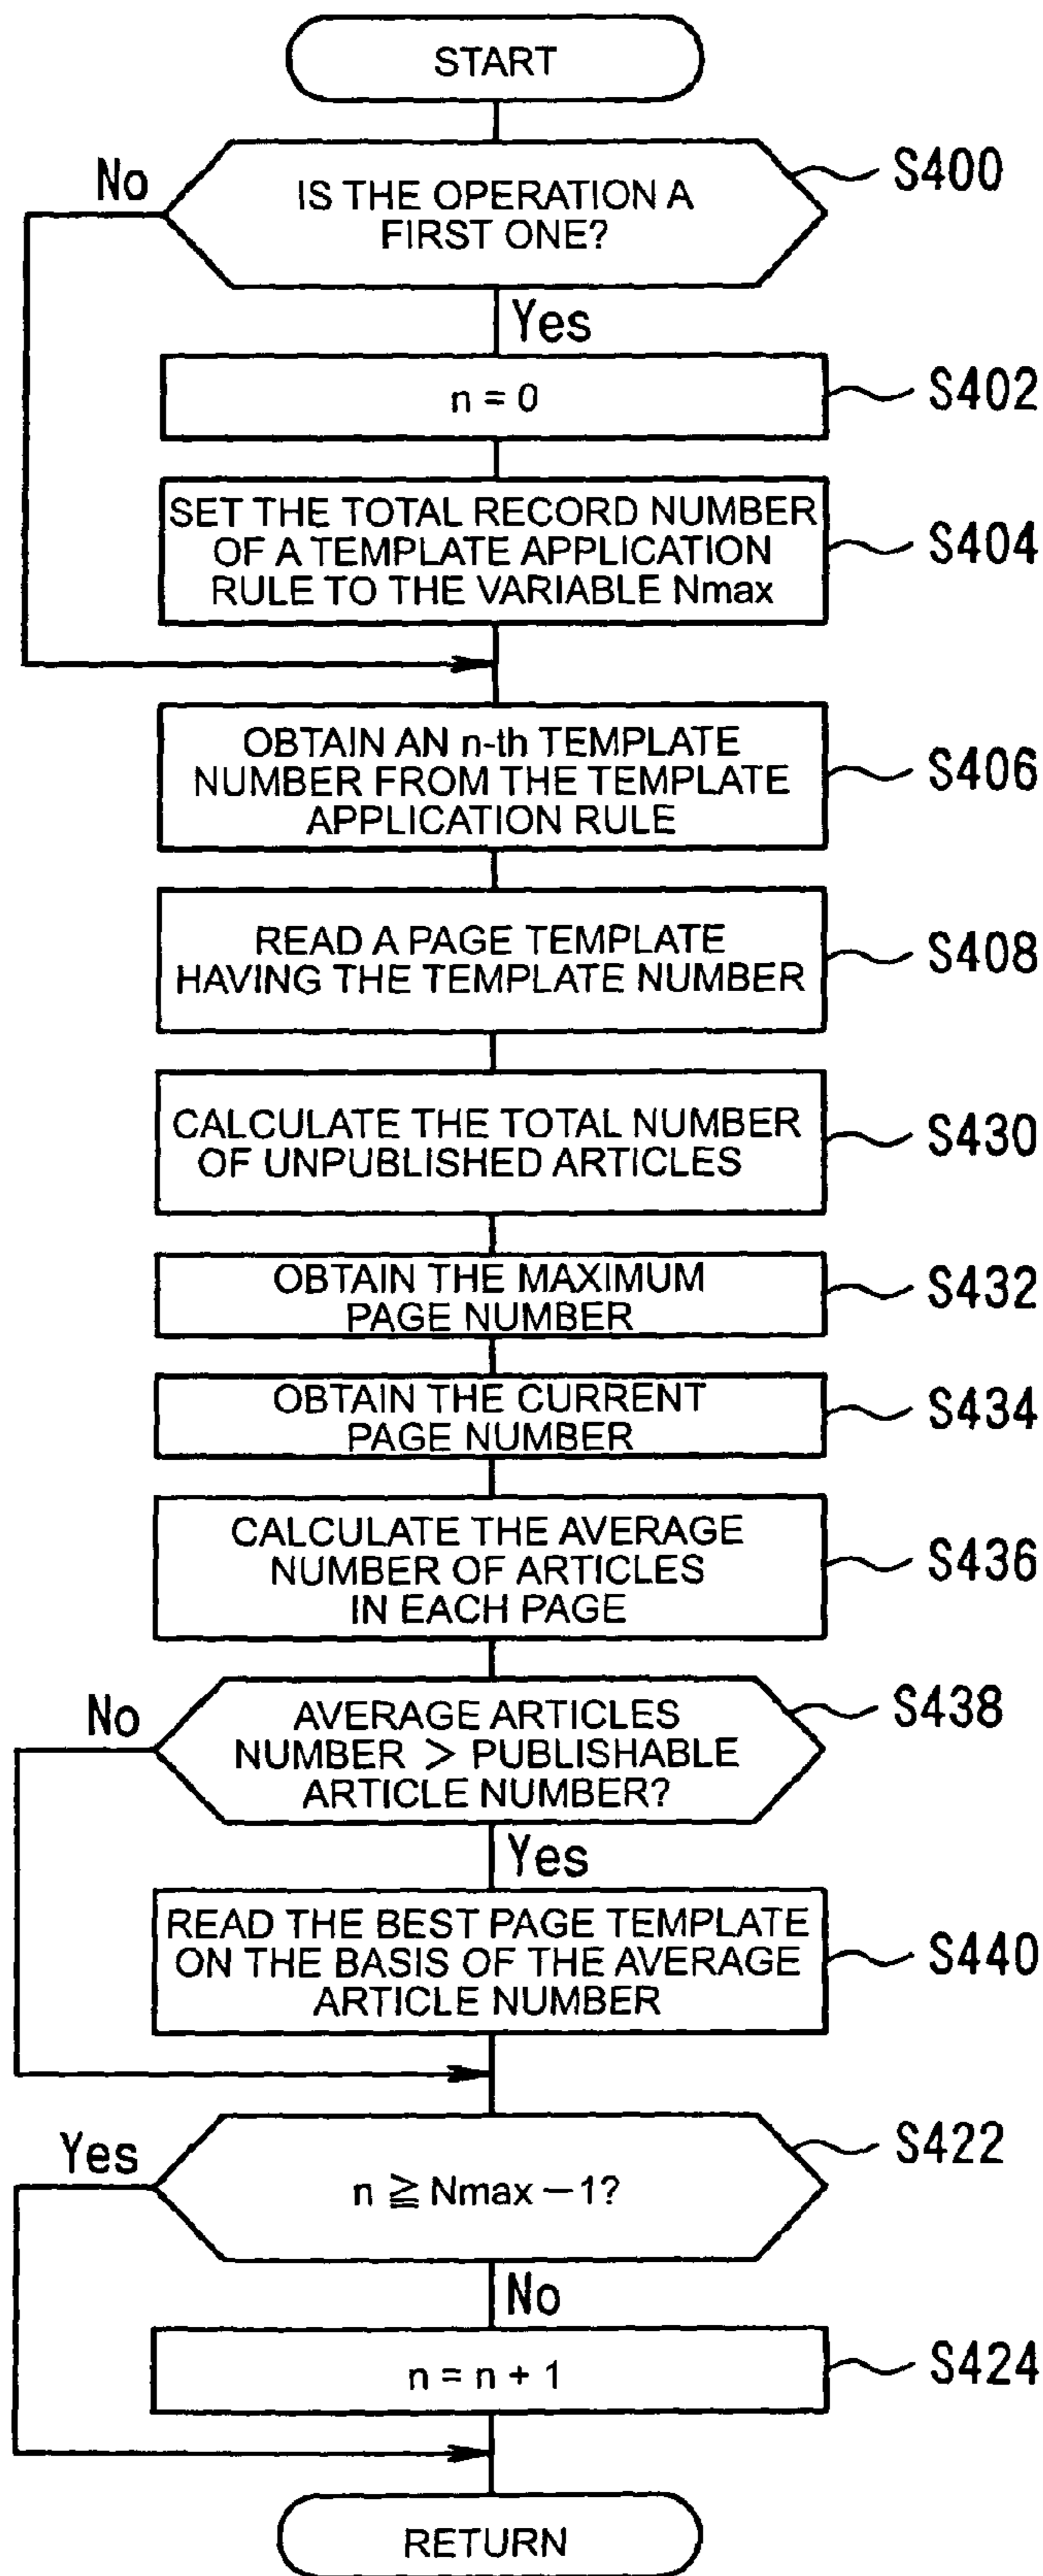 START
No
IS THE OPERATION A
FIRST ONE?
S400
Yes
n = 0
S402
SET THE TOTAL RECORD NUMBER
OF A TEMPLATE APPLICATION
RULE TO THE VARIABLE Nmax
S404
OBTAIN AN n-th TEMPLATE
NUMBER FROM THE TEMPLATE
APPLICATION RULE
S406
READ A PAGE TEMPLATE
HAVING THE TEMPLATE NUMBER
S408
CALCULATE THE TOTAL NUMBER
OF UNPUBLISHED ARTICLES
S430
OBTAIN THE MAXIMUM
PAGE NUMBER
S432
OBTAIN THE CURRENT
PAGE NUMBER
S434
CALCULATE THE AVERAGE
NUMBER OF ARTICLES
IN EACH PAGE
S436
No
AVERAGE ARTICLES
NUMBER > PUBLISHABLE
ARTICLE NUMBER?
S438
Yes
READ THE BEST PAGE TEMPLATE
ON THE BASIS OF THE AVERAGE
ARTICLE NUMBER
S440
Yes
n ≧ Nmax −1?
S422
No
n = n + 1
S424
RETURN